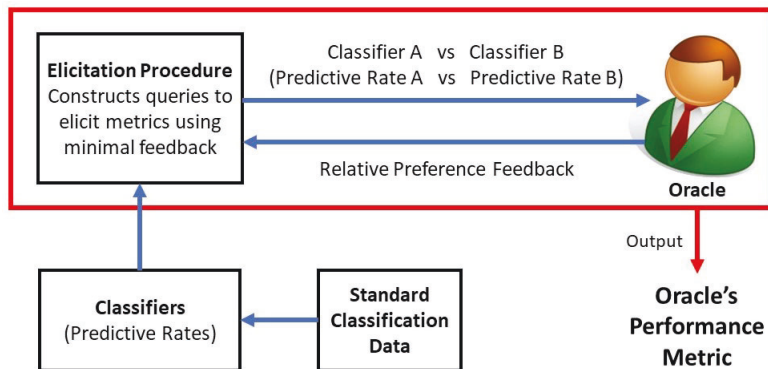 Elicitation Procedure
Constructs queries to
elicit metrics using
minimal feedback
Classifier A vs Classifier B
(Predictive Rate A vs Predictive Rate B)
Relative Preference Feedback
Oracle
Output
Classifiers
(Predictive Rates)
Standard
Classification
Data
Oracle's
Performance
Metric